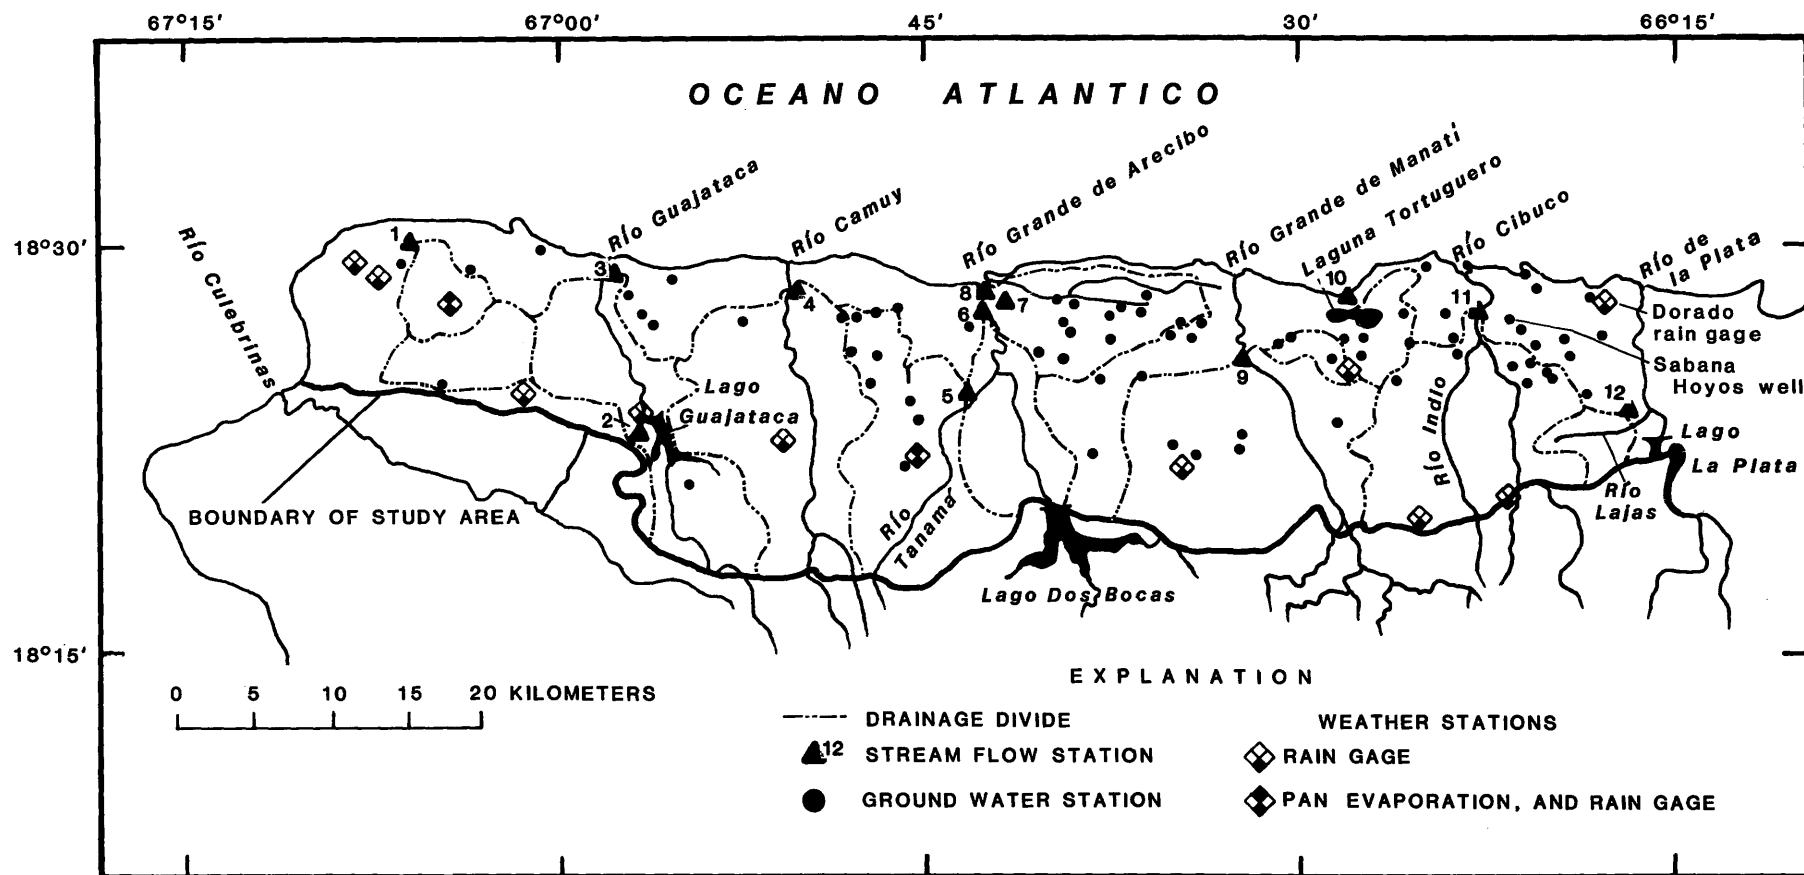 67°15' 67°00' 45' 30' 66°15'
OCEANO ATLANTICO
18°30'
18°15'
Río Culebrinas
Río Guajataca
Río Camuy
Río Grande de Arecibo
Río Grande de Manatí
Laguna Tortuguero
Río Cibuco
Río de
la Plata
1
3
4
8
7
6
10
11
Dorado
rain gage
Sabana
Hoyos well
9
5
2
12
Lago
Guajataca
Río Indio
Lago
La Plata
Río
Lajas
Río
Tanamá
BOUNDARY OF STUDY AREA
Lago Dos Bocas
0 5 10 15 20 KILOMETERS
EXPLANATION
DRAINAGE DIVIDE
12 STREAM FLOW STATION
GROUND WATER STATION
WEATHER STATIONS
RAIN GAGE
PAN EVAPORATION, AND RAIN GAGE